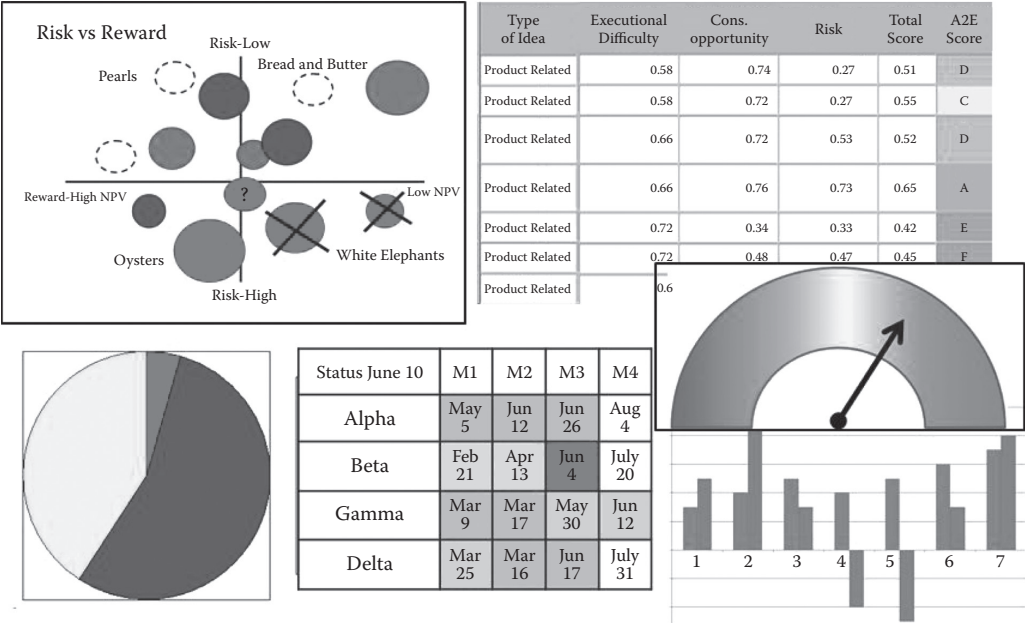 Risk vs Reward
Risk-Low
Pearls
Bread and Butter
Reward-High NPV
?
Low NPV
Oysters
White Elephants
Risk-High
Type of Idea Executional Difficulty Cons. opportunity Risk Total Score A2E Score
Product Related 0.58 0.74 0.27 0.51 D
Product Related 0.58 0.72 0.27 0.55 C
Product Related 0.66 0.72 0.53 0.52 D
Product Related 0.66 0.76 0.73 0.65 A
Product Related 0.72 0.34 0.33 0.42 E
Product Related 0.72 0.48 0.47 0.45 F
Product Related 0.6
Status June 10 M1 M2 M3 M4
Alpha May 5 Jun 12 Jun 26 Aug 4
Beta Feb 21 Apr 13 Jun 4 July 20
Gamma Mar 9 Mar 17 May 30 Jun 12
Delta Mar 25 Mar 16 Jun 17 July 31
1 2 3 4 5 6 7